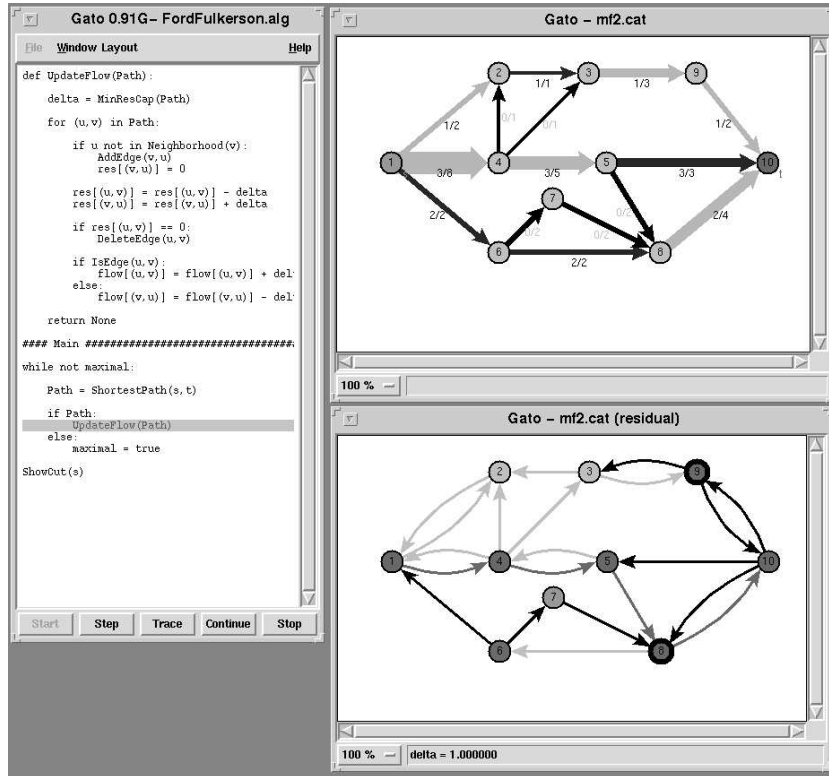 Gato 0.91G– FordFulkerson.alg
File Window Layout Help
def UpdateFlow(Path):
delta = MinResCap(Path)
for (u,v) in Path:
if u not in Neighborhood(v):
AddEdge(v,u)
res[(v,u)] = 0
res[(u,v)] = res[(u,v)] - delta
res[(v,u)] = res[(v,u)] + delta
if res[(u,v)] == 0:
DeleteEdge(u,v)
if IsEdge(u,v):
flow[(u,v)] = flow[(u,v)] + del
else:
flow[(v,u)] = flow[(v,u)] - del
return None
#### Main ##################################
while not maximal:
Path = ShortestPath(s,t)
if Path:
UpdateFlow(Path)
else:
maximal = true
ShowCut(s)
Start Step Trace Continue Stop
Gato – mf2.cat
2 3 9
1/1 1/3
1/2 0/1 0/1 1/2
1 4 5 10
3/8 3/5 3/3 t
7
2/2 0/2 0/2 0/2 2/4
6 8
2/2
100 %
Gato – mf2.cat (residual)
2 3 9
1 4 5 10
7
6 8
100 % delta = 1.000000